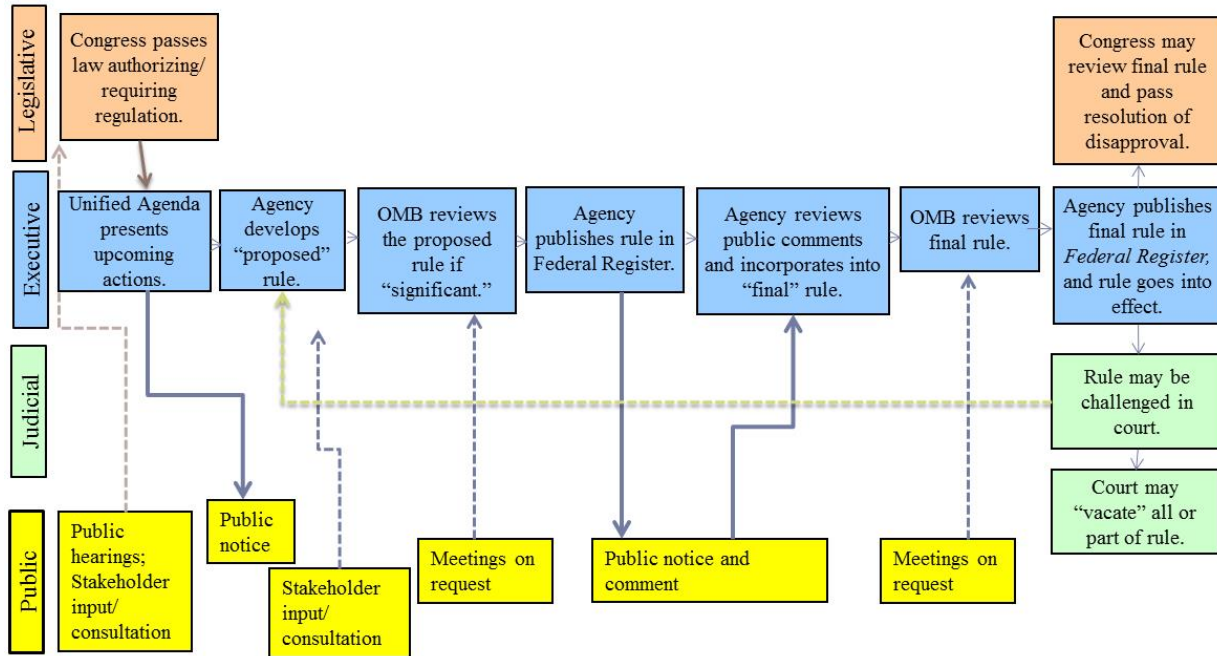 Legislative
Congress passes
law authorizing/
requiring
regulation.
Congress may
review final rule
and pass
resolution of
disapproval.
Executive
Unified Agenda
presents
upcoming
actions.
Agency
develops
“proposed”
rule.
OMB reviews
the proposed
rule if
“significant.”
Agency
publishes rule in
Federal Register.
Agency reviews
public comments
and incorporates into
“final” rule.
OMB reviews
final rule.
Agency publishes
final rule in
Federal Register,
and rule goes into
effect.
Judicial
Rule may be
challenged in
court.
Court may
“vacate” all or
part of rule.
Public
Public
hearings;
Stakeholder
input/
consultation
Public
notice
Stakeholder
input/
consultation
Meetings on
request
Public notice and
comment
Meetings on
request